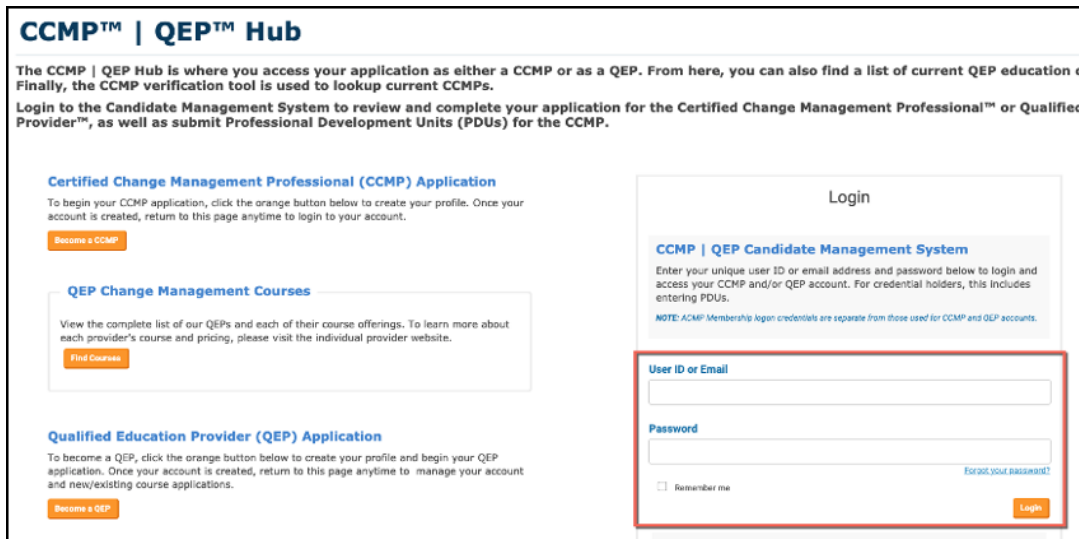 CCMP™ | QEP™ Hub
The CCMP | QEP Hub is where you access your application as either a CCMP or as a QEP. From here, you can also find a list of current QEP education
Finally, the CCMP verification tool is used to lookup current CCMPs.
Login to the Candidate Management System to review and complete your application for the Certified Change Management Professional™ or Qualified
Provider™, as well as submit Professional Development Units (PDUs) for the CCMP.
Certified Change Management Professional (CCMP) Application
To begin your CCMP application, click the orange button below to create your profile. Once your
account is created, return to this page anytime to login to your account.
Become a CCMP
QEP Change Management Courses
View the complete list of our QEPs and each of their course offerings. To learn more about
each provider's course and pricing, please visit the individual provider website.
Find Courses
Qualified Education Provider (QEP) Application
To become a QEP, click the orange button below to create your profile and begin your QEP
application. Once your account is created, return to this page anytime to manage your account
and new/existing course applications.
Become a QEP
Login
CCMP | QEP Candidate Management System
Enter your unique user ID or email address and password below to login and
access your CCMP and/or QEP account. For credential holders, this includes
entering PDUs.
NOTE: ACMP Membership logon credentials are separate from those used for CCMP and QEP accounts.
User ID or Email
Password
Forgot your password?
Remember me
Login